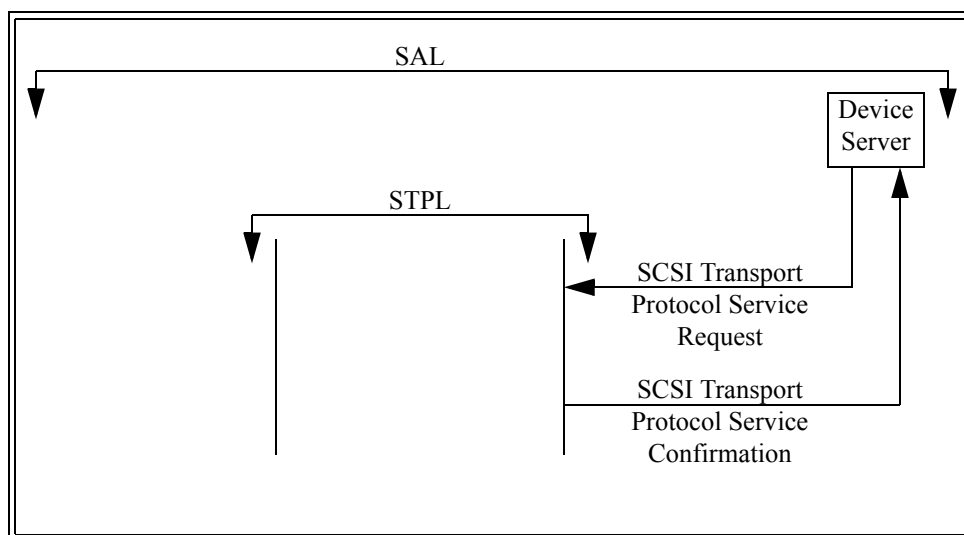 SAL
Device
Server
STPL
SCSI Transport
Protocol Service
Request
SCSI Transport
Protocol Service
Confirmation